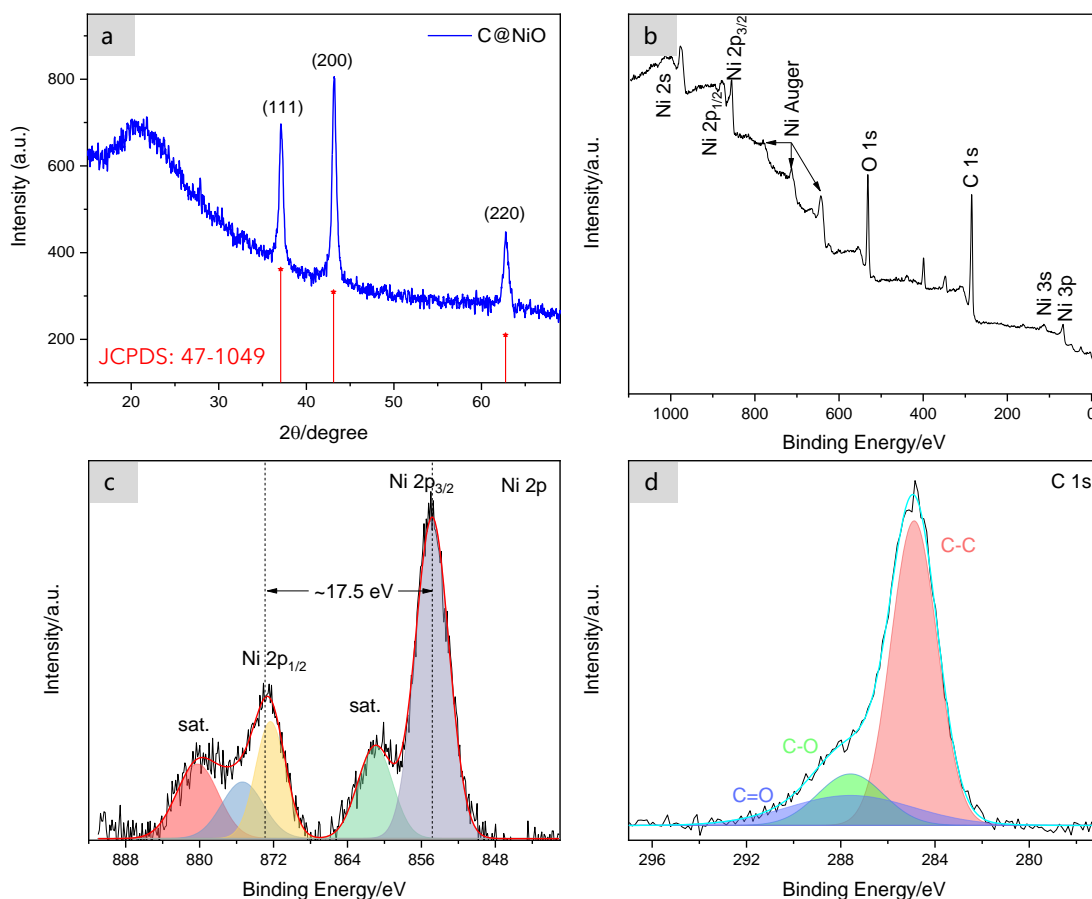 a
C@NiO
(111)
(200)
(220)
JCPDS: 47-1049
800
600
400
200
20
30
40
50
60
Intensity (a.u.)
2θ/degree
b
Ni 2s
Ni 2p1/2
Ni 2p3/2
Ni Auger
O 1s
C 1s
Ni 3s
Ni 3p
Intensity/a.u.
1000
800
600
400
200
0
Binding Energy/eV
c
Ni 2p3/2
Ni 2p
~17.5 eV
Ni 2p1/2
sat.
sat.
Intensity/a.u.
888
880
872
864
856
848
Binding Energy/eV
d
C 1s
C-C
C-O
C=O
Intensity/a.u.
296
292
288
284
280
Binding Energy/eV